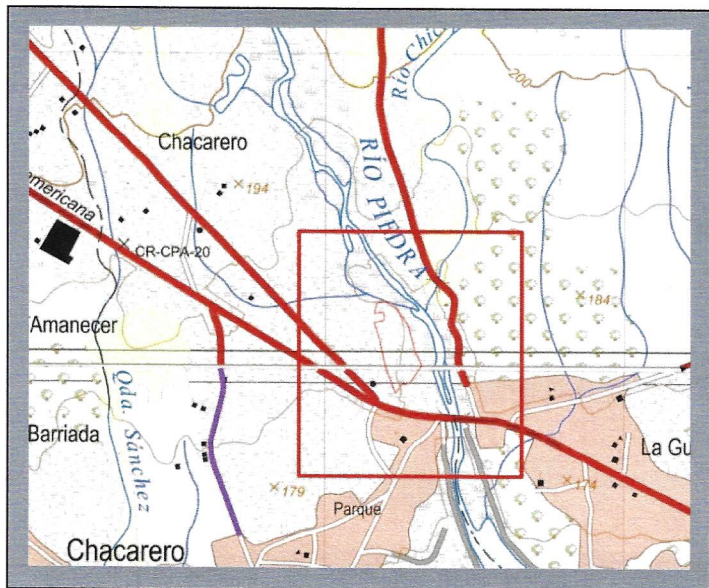 Río Chic
200
Chacarero
194
RÍO PIEDRA
americana
CR-CPA-20
184
'Amanecer
Qda. Sánchez
Barriada
La Gu
179
174
Parque
Chacarero